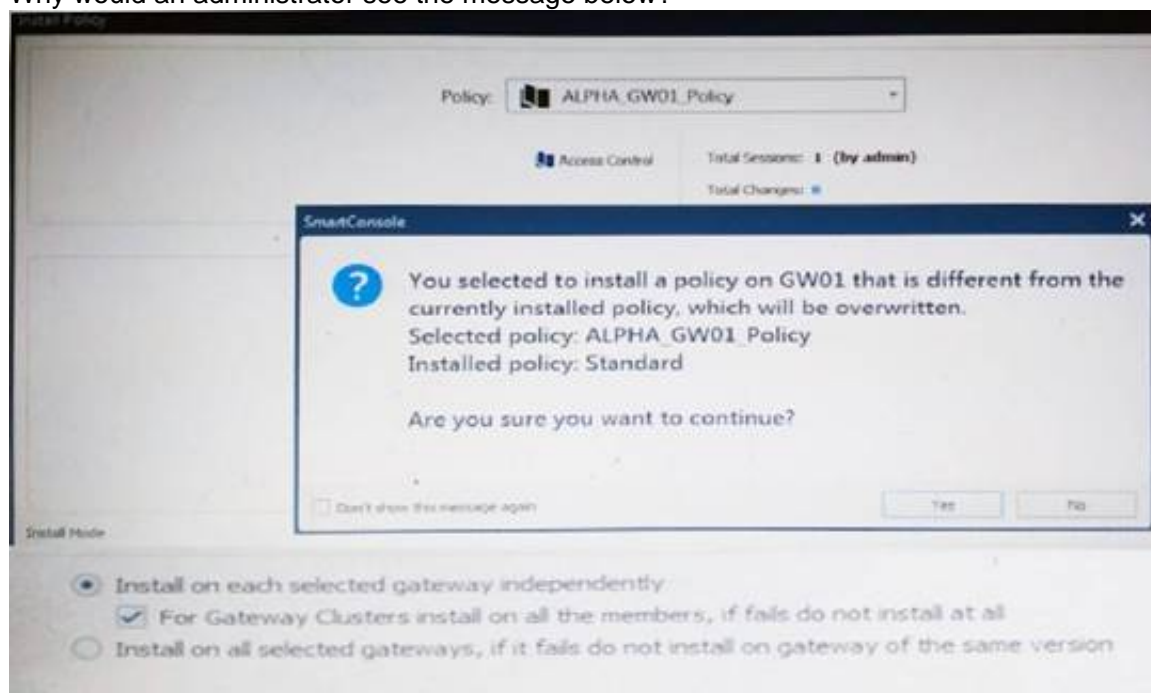 Why would an administrator see the message below?
Install Policy
Policy: ALPHA_GW01_Policy
Access Control
Total Sessions: 1 (by admin)
Total Changes:
SmartConsole
You selected to install a policy on GW01 that is different from the
currently installed policy, which will be overwritten.
Selected policy: ALPHA_GW01_Policy
Installed policy: Standard
Are you sure you want to continue?
Don't show this message again
Yes
No
Install Mode
Install on each selected gateway independently
For Gateway Clusters install on all the members, if fails do not install at all
Install on all selected gateways, if it fails do not install on gateway of the same version